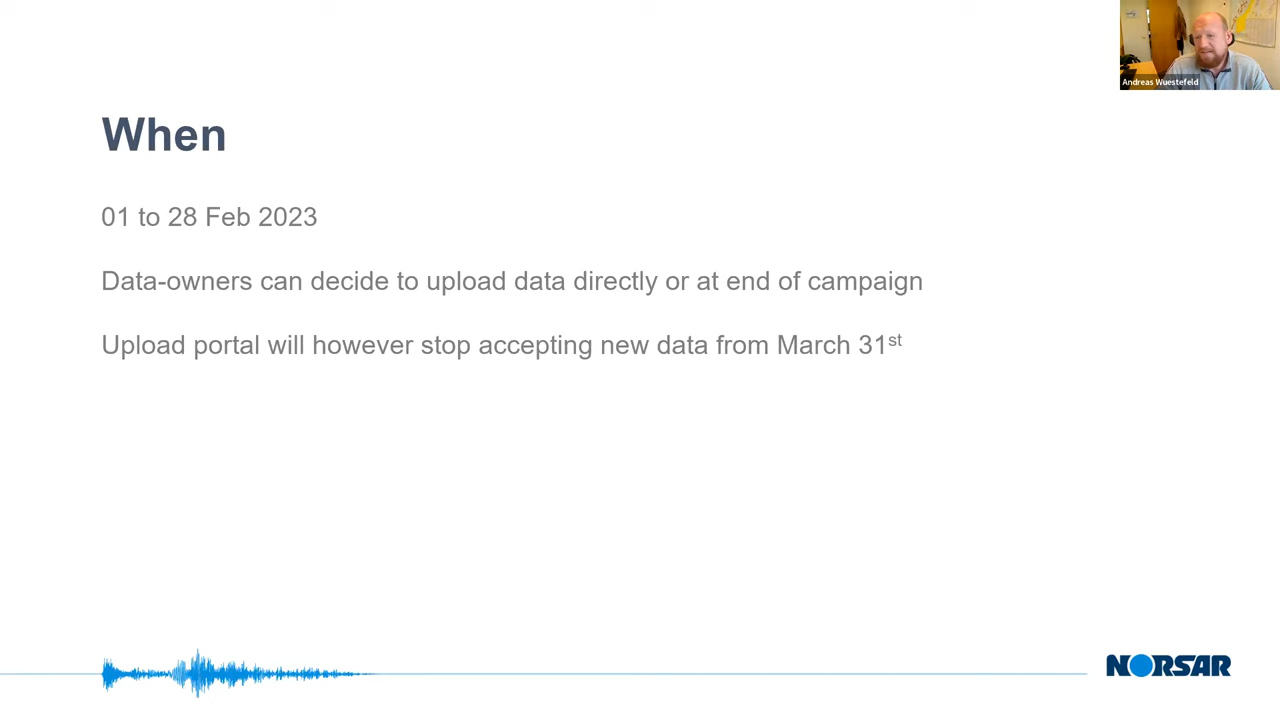 Andreas Wuestefeld
When
01 to 28 Feb 2023
Data-owners can decide to upload data directly or at end of campaign
Upload portal will however stop accepting new data from March 31st
NORSAR